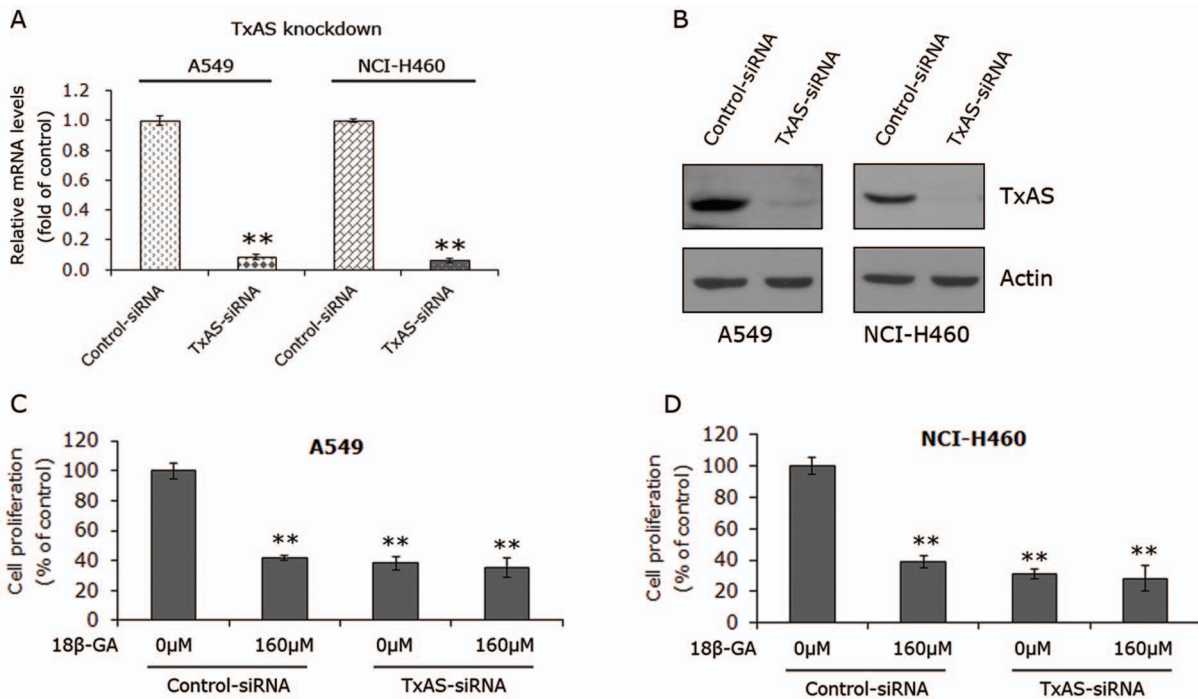 A
TxAS knockdown
A549 NCI-H460
Relative mRNA levels
(fold of control)
1.2
1.0
0.8
0.6
0.4
0.2
0.0
** **
Control-siRNA
TxAS-siRNA
Control-siRNA
TxAS-siRNA
B
Control-siRNA
TxAS-siRNA
Control-siRNA
TxAS-siRNA
TxAS
Actin
A549 NCI-H460
C
A549
Cell proliferation
(% of control)
120
100
80
60
40
20
0
** ** **
18β-GA 0μM 160μM 0μM 160μM
Control-siRNA TxAS-siRNA
D
NCI-H460
Cell proliferation
(% of control)
120
100
80
60
40
20
0
** ** **
18β-GA 0μM 160μM 0μM 160μM
Control-siRNA TxAS-siRNA